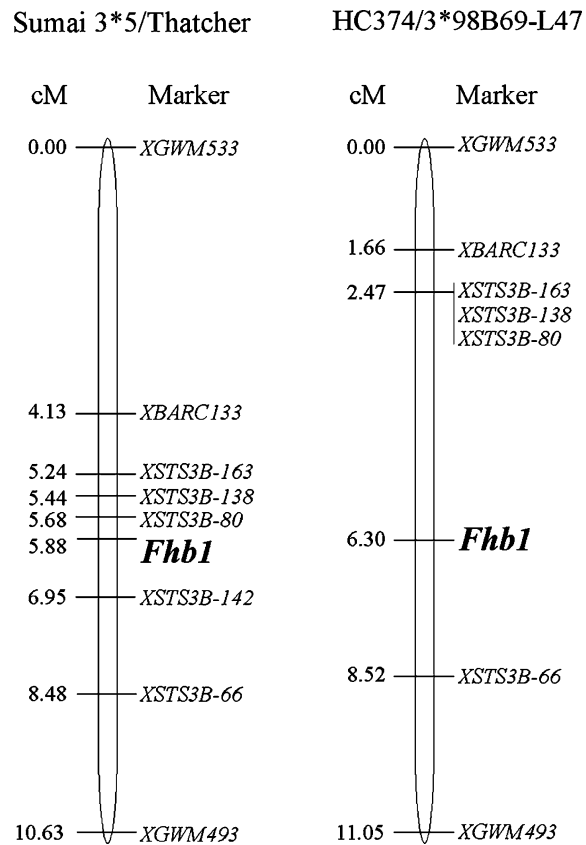 Sumai 3*5/Thatcher
cM Marker
0.00 XGWM533
4.13 XBARC133
5.24 XSTS3B-163
5.44 XSTS3B-138
5.68 XSTS3B-80
5.88 Fhb1
6.95 XSTS3B-142
8.48 XSTS3B-66
10.63 XGWM493
HC374/3*98B69-L47
cM Marker
0.00 XGWM533
1.66 XBARC133
2.47 XSTS3B-163
XSTS3B-138
XSTS3B-80
6.30 Fhb1
8.52 XSTS3B-66
11.05 XGWM493